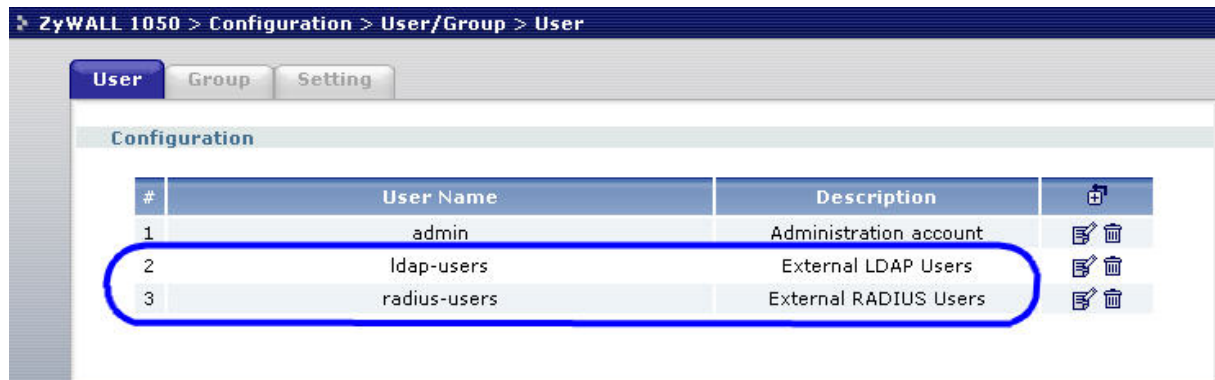 ZyWALL 1050 > Configuration > User/Group > User
User Group Setting
Configuration
# User Name Description
1 admin Administration account
2 ldap-users External LDAP Users
3 radius-users External RADIUS Users